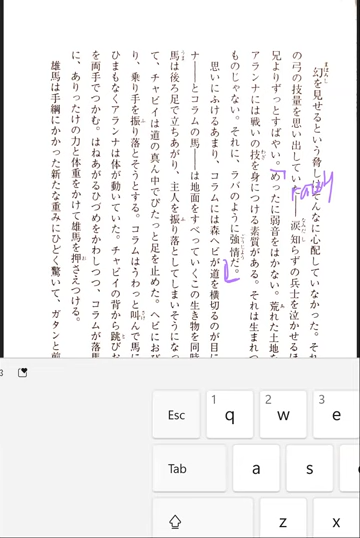 幻を見せるという脅し　　そんなに心配していなかった。それ
の弓の技量を思い出してい　――涙知らずの兵士を泣かせるほ
兄よりずっとすばやい。めったに弱音をはかない。荒れた土地を
アランナには戦いの技を身につける素質がある。それは生まれつ
ものじゃない。それに、ラバのように強情だ。
思いにふけるあまり、コラムには森ヘビが道を横切るのが目に
ナ――とコラムの馬――は地面をすべっていくこの生き物を同時
馬は後ろ足で立ちあがり、主人を振り落としてしまいそうになっ
て、チャビイは道の真ん中でぴたっと足を止めた。ヘビにおび
り、乗り手を振り落とそうとする。コラムはうわっと叫んで馬に
ひまもなくアランナは体が動いていた。チャビイの背から跳びお
を両手でつかむ。はねあがるひづめをかわしつつ、コラムが落馬
に、ありったけの力と体重をかけて雄馬を押さえつける。
雄馬は手綱にかかった新たな重みにひどく驚いて、ガタンと前
3
Esc
1 q
2 w
3 e
Tab
a
s
z
x